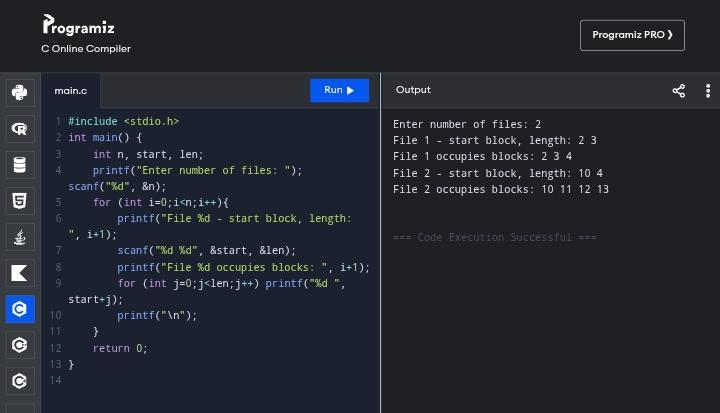 Programiz
C Online Compiler
Programiz PRO ❯
main.c
Run ▶
Output
1 #include <stdio.h>
2 int main() {
3     int n, start, len;
4     printf("Enter number of files: ");
scanf("%d", &n);
5     for (int i=0;i<n;i++){
6         printf("File %d - start block, length:
", i+1);
7         scanf("%d %d", &start, &len);
8         printf("File %d occupies blocks: ", i+1);
9         for (int j=0;j<len;j++) printf("%d ",
start+j);
10         printf("\n");
11     }
12     return 0;
13 }
14
Enter number of files: 2
File 1 - start block, length: 2 3
File 1 occupies blocks: 2 3 4
File 2 - start block, length: 10 4
File 2 occupies blocks: 10 11 12 13
=== Code Execution Successful ===